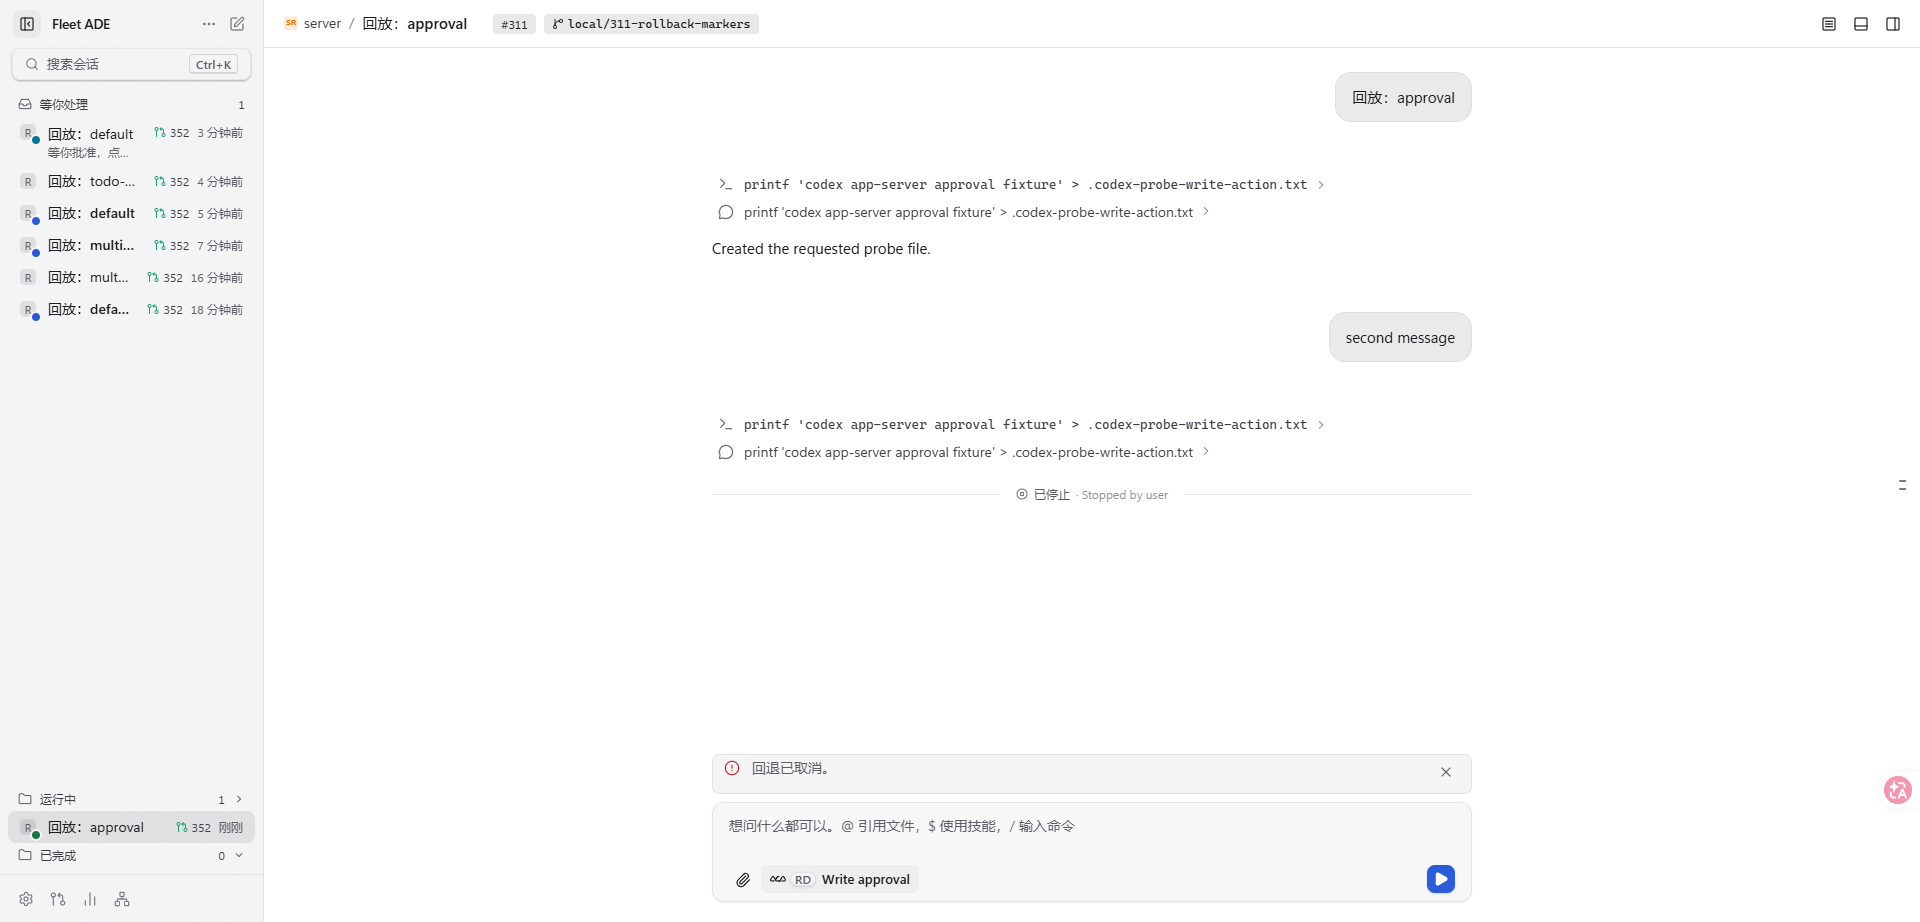 Fleet ADE
搜索会话 Ctrl+K
等你处理 1
R 回放：default 352 3 分钟前
等你批准，点...
R 回放：todo-... 352 4 分钟前
R 回放：default 352 5 分钟前
R 回放：multi... 352 7 分钟前
R 回放：mult... 352 16 分钟前
R 回放：defa... 352 18 分钟前
运行中 1
R 回放：approval 352 刚刚
已完成 0
SR server / 回放：approval #311 local/311-rollback-markers
回放：approval
printf 'codex app-server approval fixture' > .codex-probe-write-action.txt
printf 'codex app-server approval fixture' > .codex-probe-write-action.txt
Created the requested probe file.
second message
printf 'codex app-server approval fixture' > .codex-probe-write-action.txt
printf 'codex app-server approval fixture' > .codex-probe-write-action.txt
已停止 · Stopped by user
回退已取消。
想问什么都可以。@ 引用文件，$ 使用技能，/ 输入命令
RD Write approval